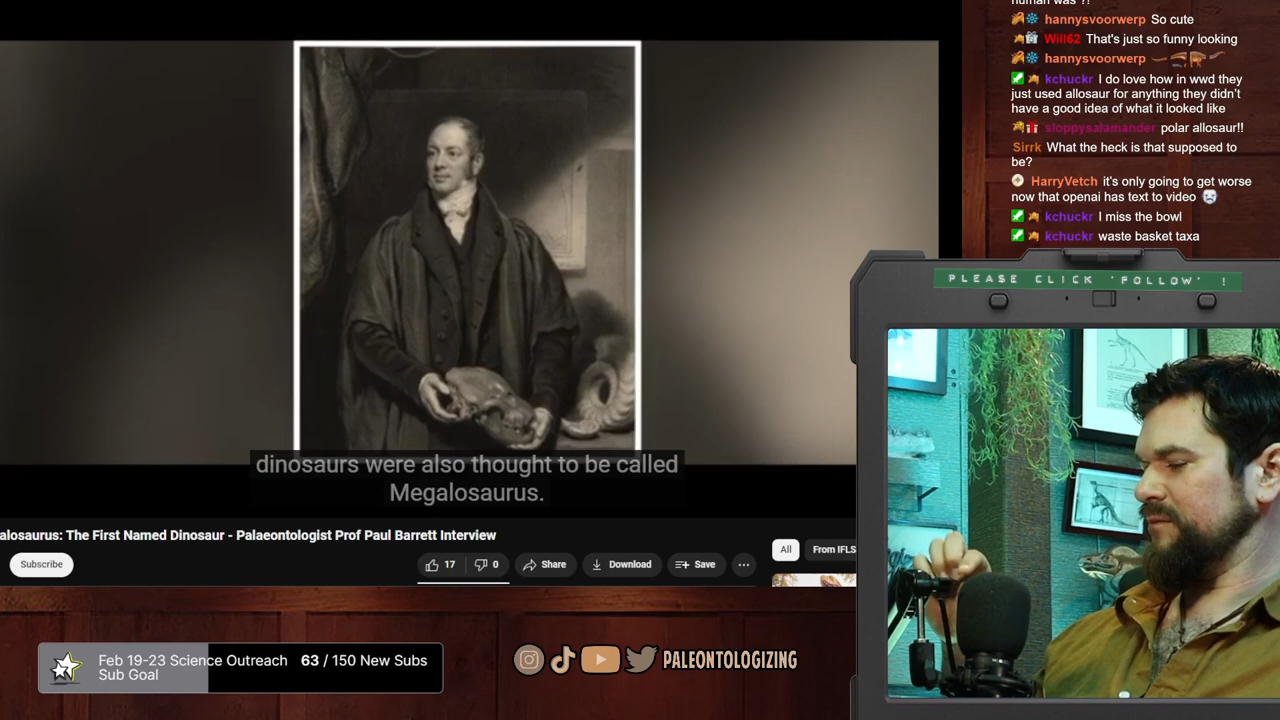 human was ?!
hannysvoorwerp So cute
Will62 That's just so funny looking
hannysvoorwerp
kchuckr I do love how in wwd they
just used allosaur for anything they didn't
have a good idea of what it looked like
sloppysalamander polar allosaur!!
Sirrk What the heck is that supposed to
be?
HarryVetch it's only going to get worse
now that openai has text to video
kchuckr I miss the bowl
kchuckr waste basket taxa
PLEASE CLICK 'FOLLOW' !
dinosaurs were also thought to be called
Megalosaurus.
alosaurus: The First Named Dinosaur - Palaeontologist Prof Paul Barrett Interview
Subscribe
17
0
Share
Download
Save
All
From IFLS
Feb 19-23 Science Outreach 63 / 150 New Subs
Sub Goal
PALEONTOLOGIZING